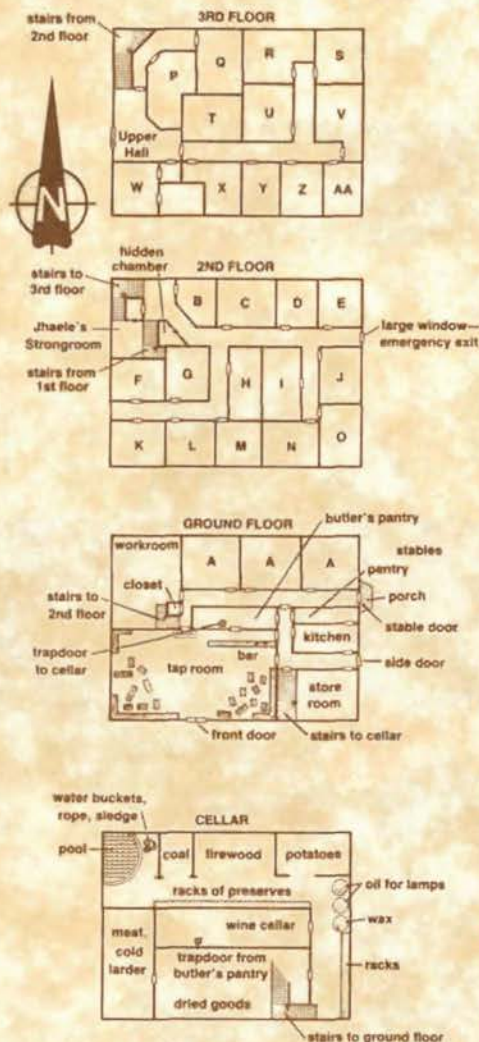 3RD FLOOR
stairs from
2nd floor
P
Q
R
S
T
U
V
Upper
Hall
W
X
Y
Z
AA
N
2ND FLOOR
hidden
chamber
stairs to
3rd floor
Jhaele's
Strongroom
stairs from
1st floor
B
C
D
E
large window—
emergency exit
F
G
H
I
J
K
L
M
N
O
GROUND FLOOR
butler's pantry
workroom
A
A
A
stables
pantry
closet
porch
stairs to
2nd floor
stable door
kitchen
trapdoor
to cellar
bar
tap room
side door
store
room
front door
stairs to cellar
CELLAR
water buckets,
rope, sledge
pool
coal
firewood
potatoes
oil for lamps
racks of preserves
wax
wine cellar
meat,
cold
larder
trapdoor from
butler's pantry
racks
dried goods
stairs to ground floor